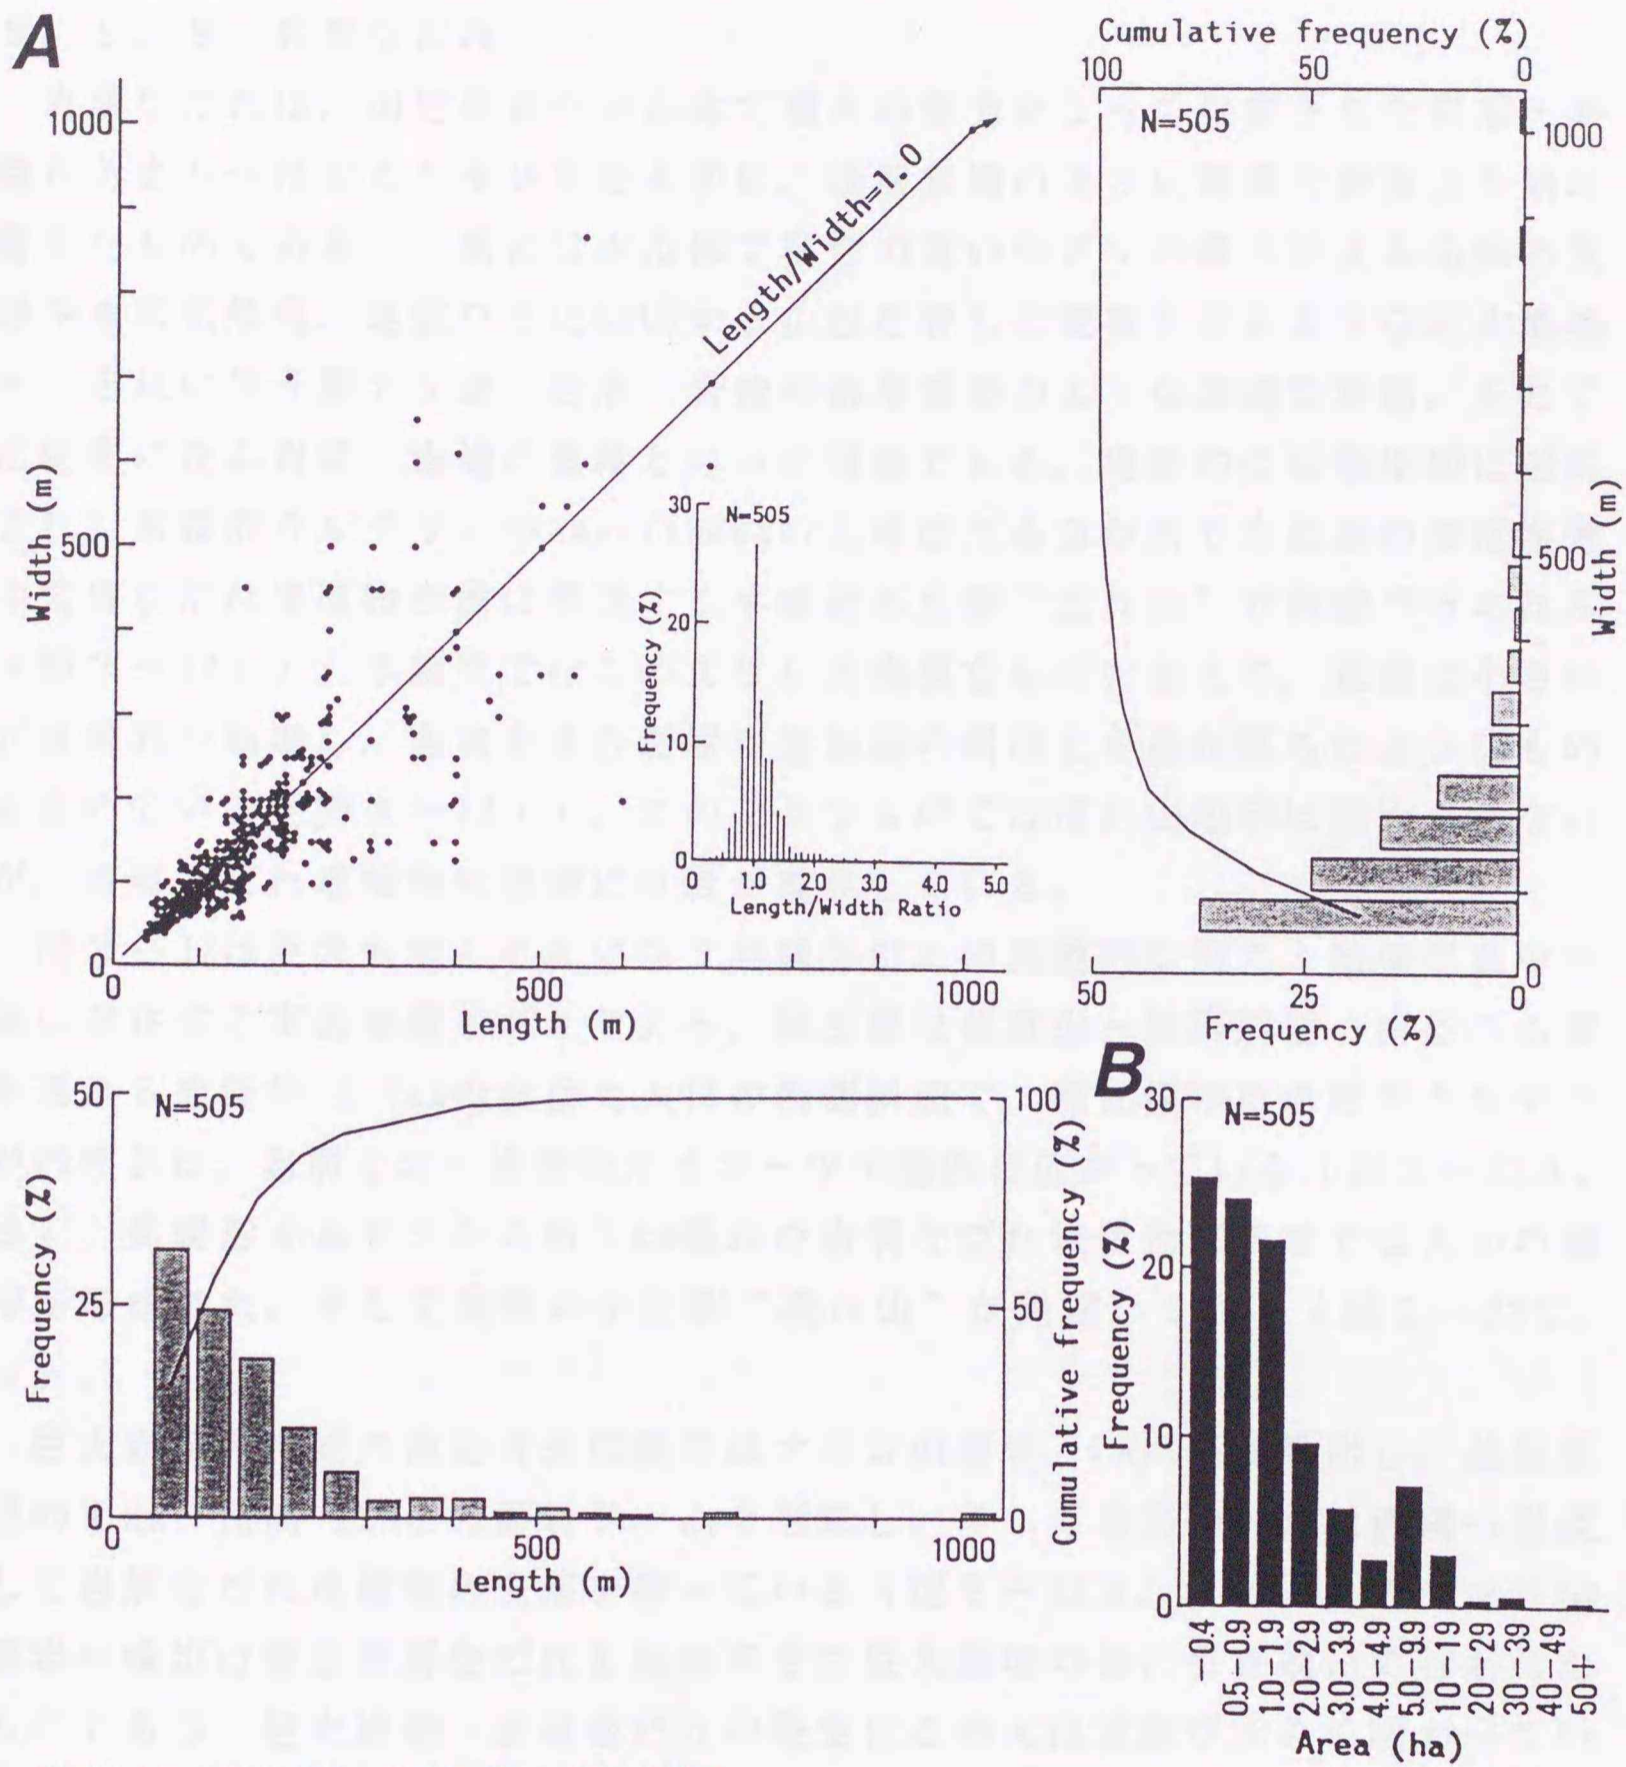 A
1000
500
0
Width (m)
0
500
1000
Length (m)
Length/Width=1.0
30
20
10
0
Frequency (%)
N=505
0
1.0
2.0
3.0
4.0
5.0
Length/Width Ratio
Cumulative frequency (%)
100
50
0
N=505
1000
500
0
Width (m)
50
25
0
Frequency (%)
50
25
0
Frequency (%)
N=505
100
50
0
Cumulative frequency (%)
0
500
1000
Length (m)
B
30
20
10
0
Frequency (%)
N=505
-0.4
0.5-0.9
1.0-1.9
2.0-2.9
3.0-3.9
4.0-4.9
5.0-9.9
10-19
20-29
30-39
40-49
50+
Area (ha)